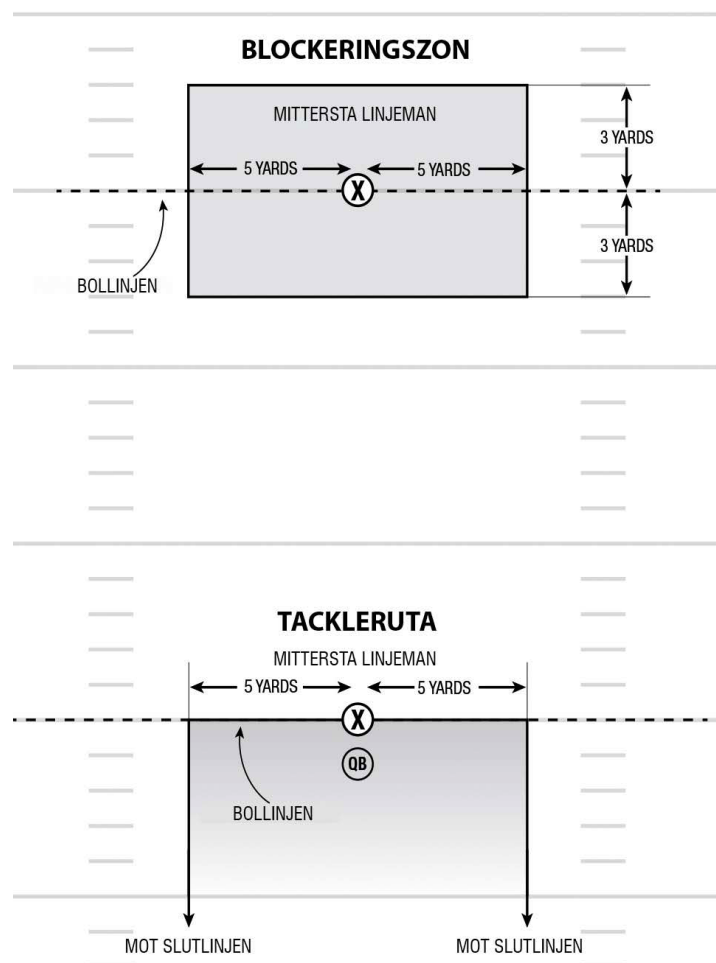 BLOCKERINGSZON
MITTERSTA LINJEMAN
3 YARDS
5 YARDS 5 YARDS
X
3 YARDS
BOLLINJEN
TACKLERUTA
MITTERSTA LINJEMAN
5 YARDS 5 YARDS
X
QB
BOLLINJEN
MOT SLUTLINJEN MOT SLUTLINJEN